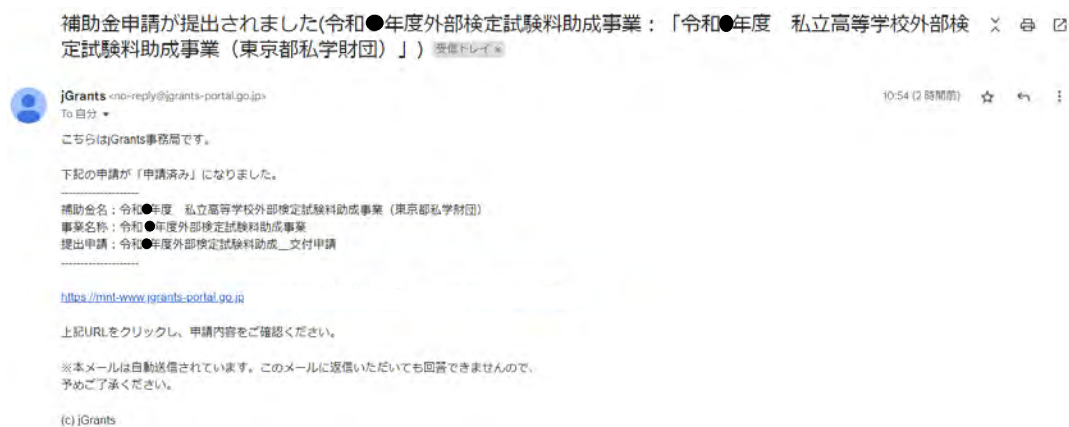 補助金申請が提出されました(令和●年度外部検定試験料助成事業：「令和●年度　私立高等学校外部検
定試験料助成事業（東京都私学財団）」) 受信トレイ×
jGrants <no-reply@jgrants-portal.go.jp>
10:54 (2 時間前)
To 自分
こちらはjGrants事務局です。
下記の申請が「申請済み」になりました。
--------------------
補助金名：令和●年度　私立高等学校外部検定試験料助成事業（東京都私学財団）
事業名称：令和●年度外部検定試験料助成事業
提出申請：令和●年度外部検定試験料助成__交付申請
--------------------
https://mnt-www.jgrants-portal.go.jp
上記URLをクリックし、申請内容をご確認ください。
※本メールは自動送信されています。このメールに返信いただいても回答できませんので、
予めご了承ください。
(c) jGrants